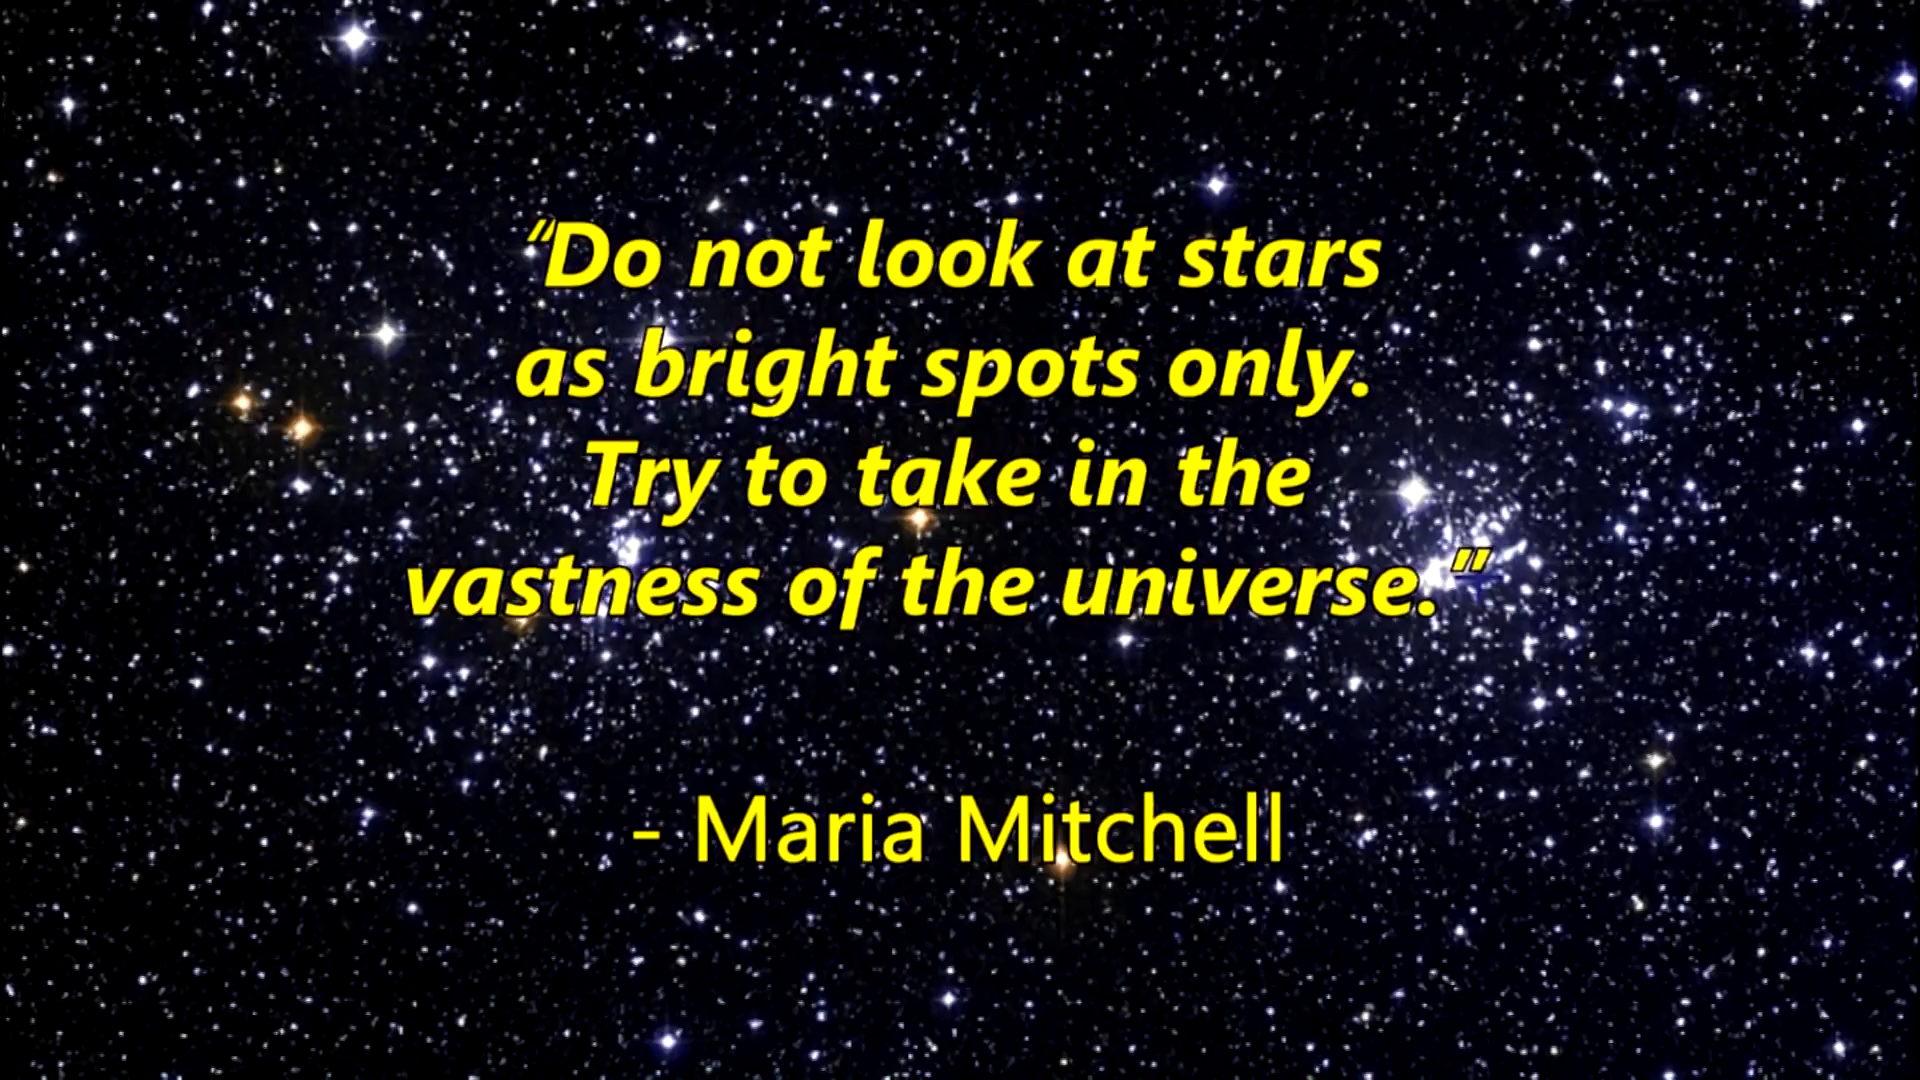 “Do not look at stars
as bright spots only.
Try to take in the
vastness of the universe.”
- Maria Mitchell